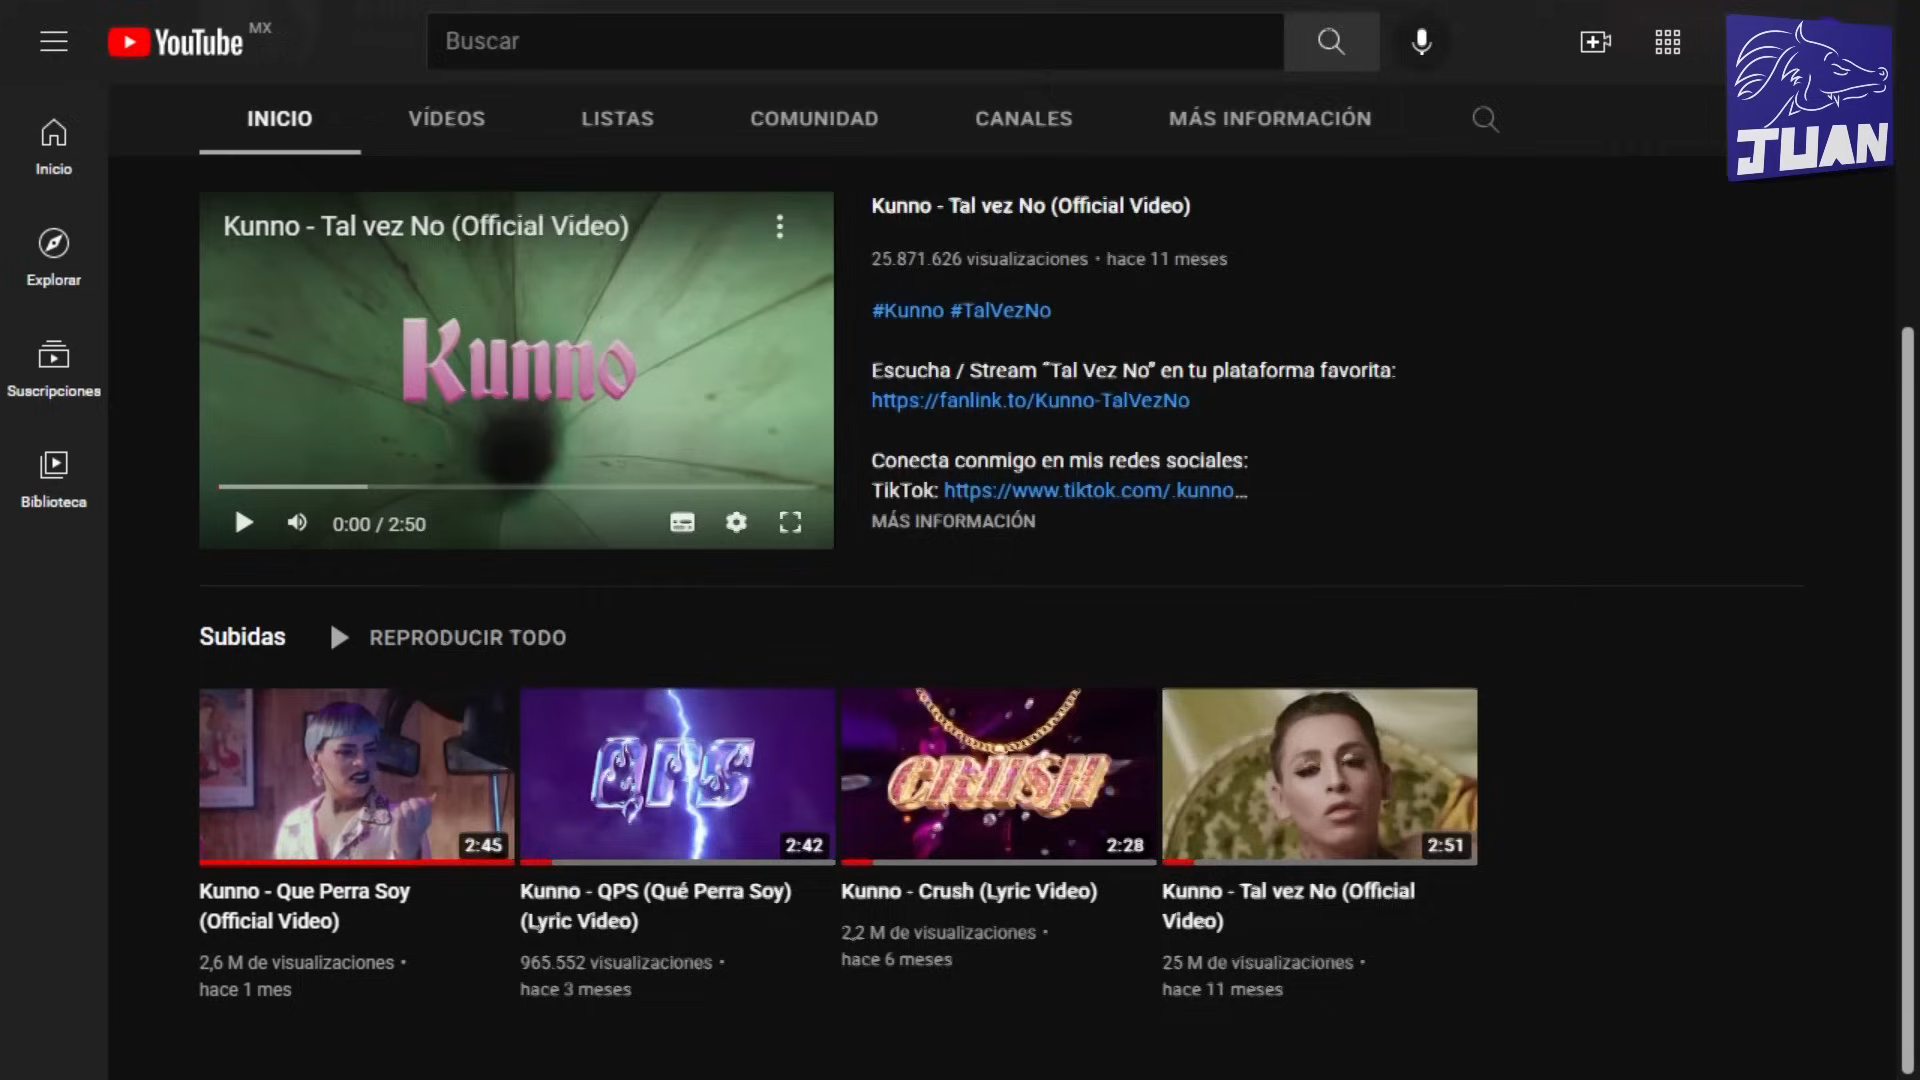 YouTube MX
Buscar
JUAN
INICIO VÍDEOS LISTAS COMUNIDAD CANALES MÁS INFORMACIÓN
Inicio
Explorar
Suscripciones
Biblioteca
Kunno - Tal vez No (Official Video)
Kunno
0:00 / 2:50
Kunno - Tal vez No (Official Video)
25.871.626 visualizaciones • hace 11 meses
#Kunno #TalVezNo
Escucha / Stream “Tal Vez No” en tu plataforma favorita:
https://fanlink.to/Kunno-TalVezNo
Conecta conmigo en mis redes sociales:
TikTok: https://www.tiktok.com/.kunno...
MÁS INFORMACIÓN
Subidas REPRODUCIR TODO
2:45
Kunno - Que Perra Soy
(Official Video)
2,6 M de visualizaciones •
hace 1 mes
QPS
2:42
Kunno - QPS (Qué Perra Soy)
(Lyric Video)
965.552 visualizaciones •
hace 3 meses
CRUSH
2:28
Kunno - Crush (Lyric Video)
2,2 M de visualizaciones •
hace 6 meses
2:51
Kunno - Tal vez No (Official
Video)
25 M de visualizaciones •
hace 11 meses